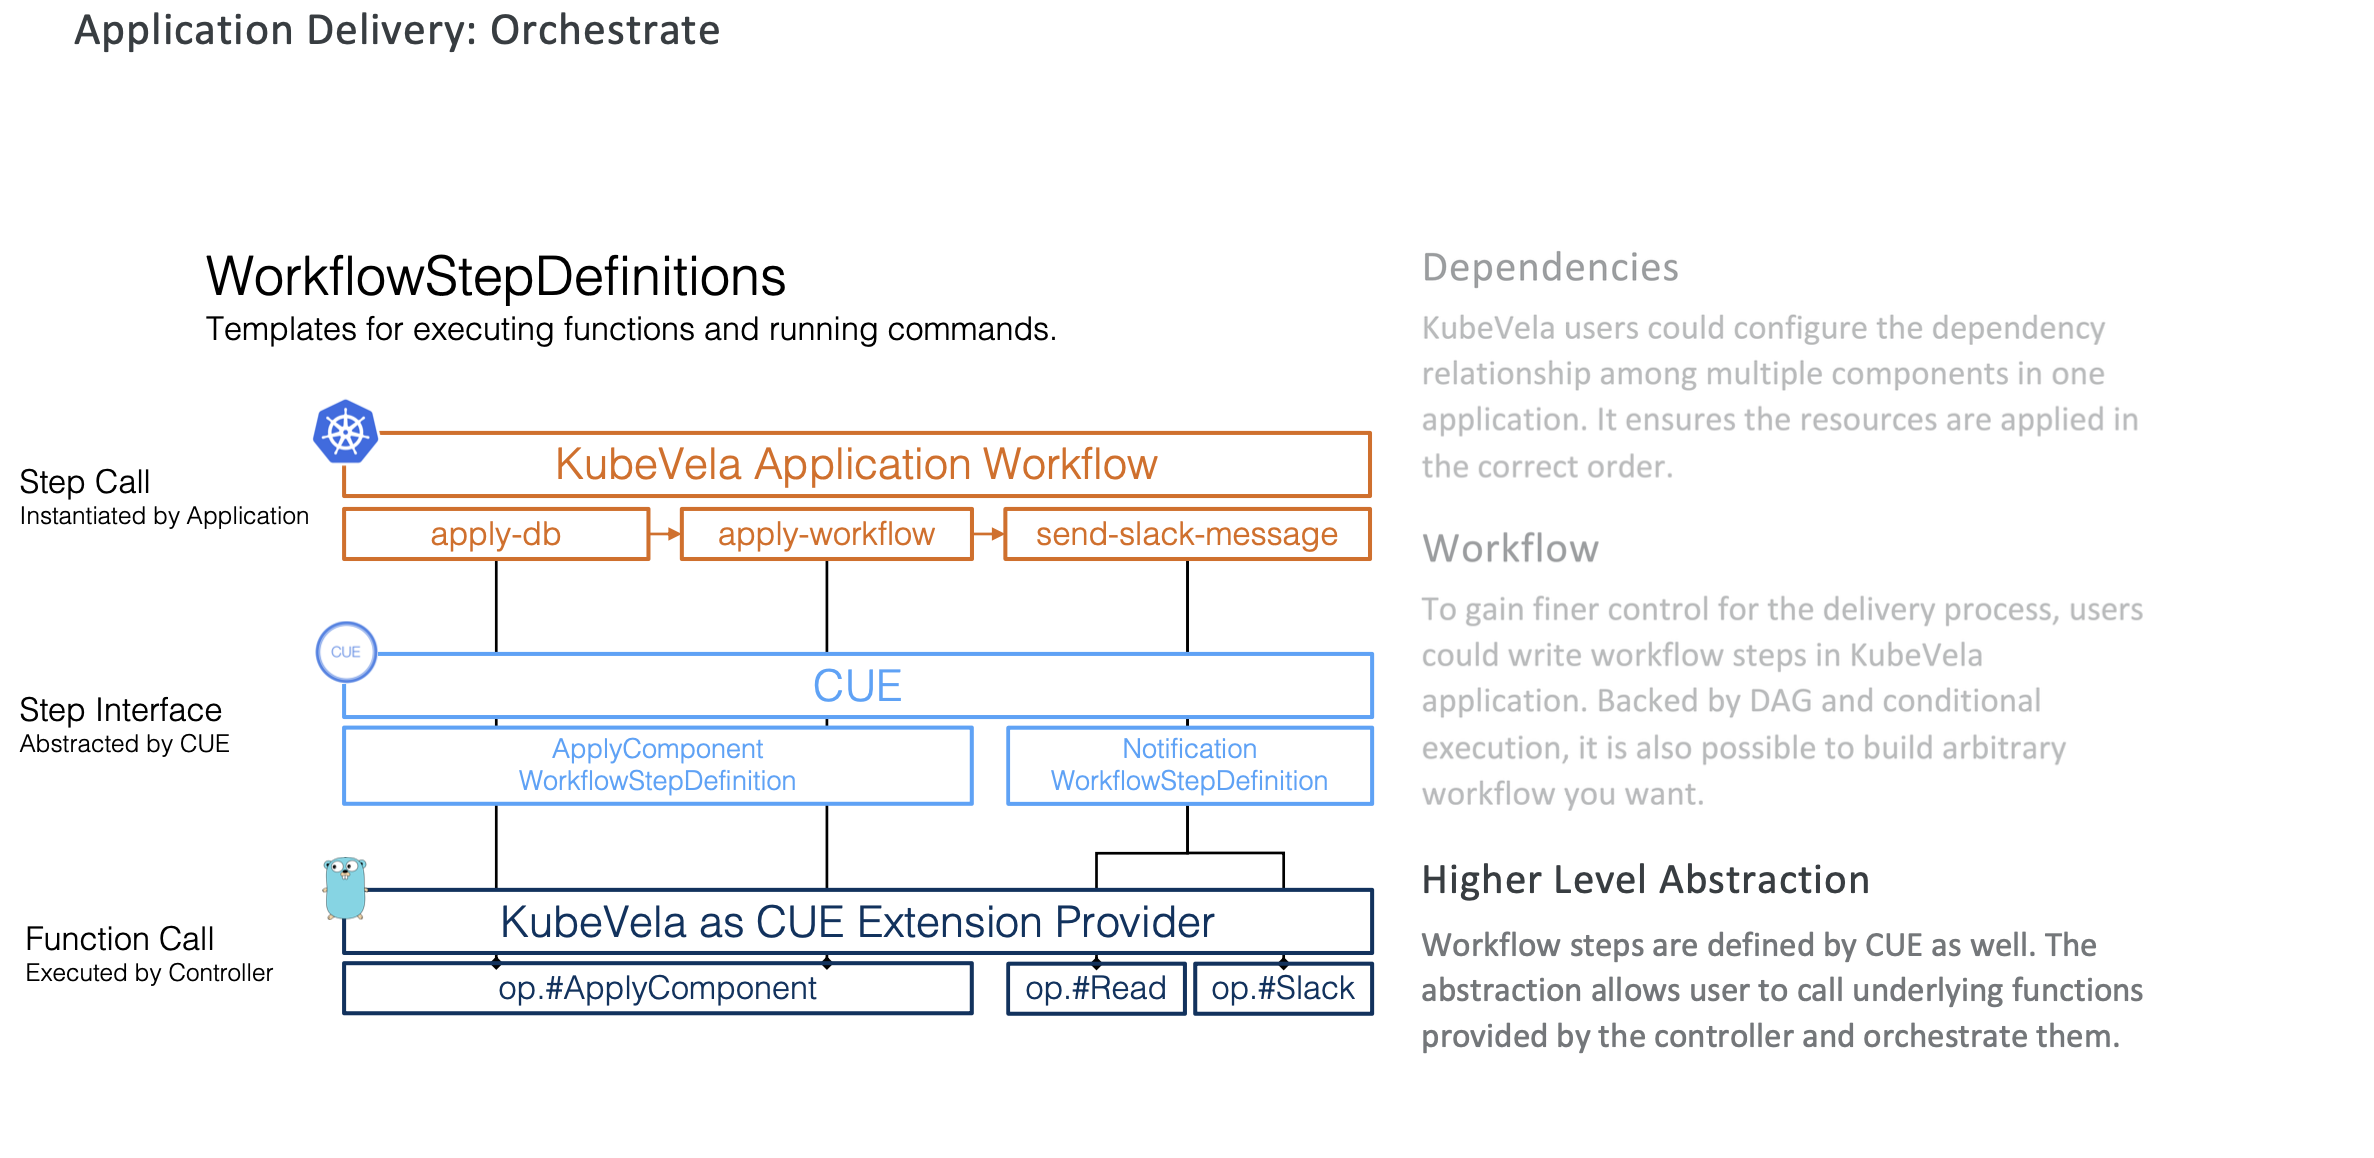 Application Delivery: Orchestrate
WorkflowStepDefinitions
Templates for executing functions and running commands.
Step Call
Instantiated by Application
KubeVela Application Workflow
apply-db
apply-workflow
send-slack-message
Step Interface
Abstracted by CUE
CUE
CUE
ApplyComponent
WorkflowStepDefinition
Notification
WorkflowStepDefinition
Function Call
Executed by Controller
KubeVela as CUE Extension Provider
op.#ApplyComponent
op.#Read
op.#Slack
Dependencies
KubeVela users could configure the dependency
relationship among multiple components in one
application. It ensures the resources are applied in
the correct order.
Workflow
To gain finer control for the delivery process, users
could write workflow steps in KubeVela
application. Backed by DAG and conditional
execution, it is also possible to build arbitrary
workflow you want.
Higher Level Abstraction
Workflow steps are defined by CUE as well. The
abstraction allows user to call underlying functions
provided by the controller and orchestrate them.